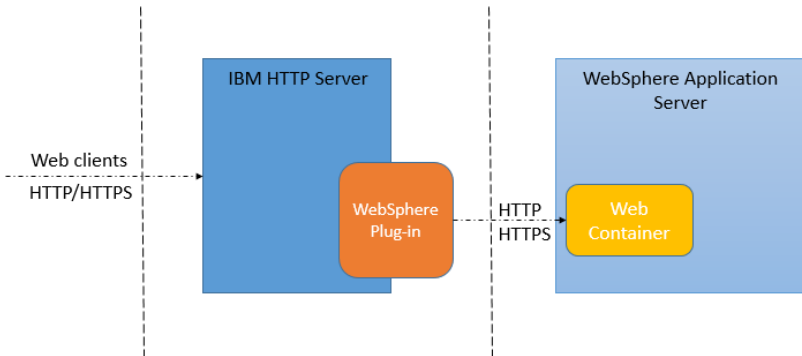 IBM HTTP Server
WebSphere Application
Server
Web clients
HTTP/HTTPS
WebSphere
Plug-in
HTTP
HTTPS
Web
Container